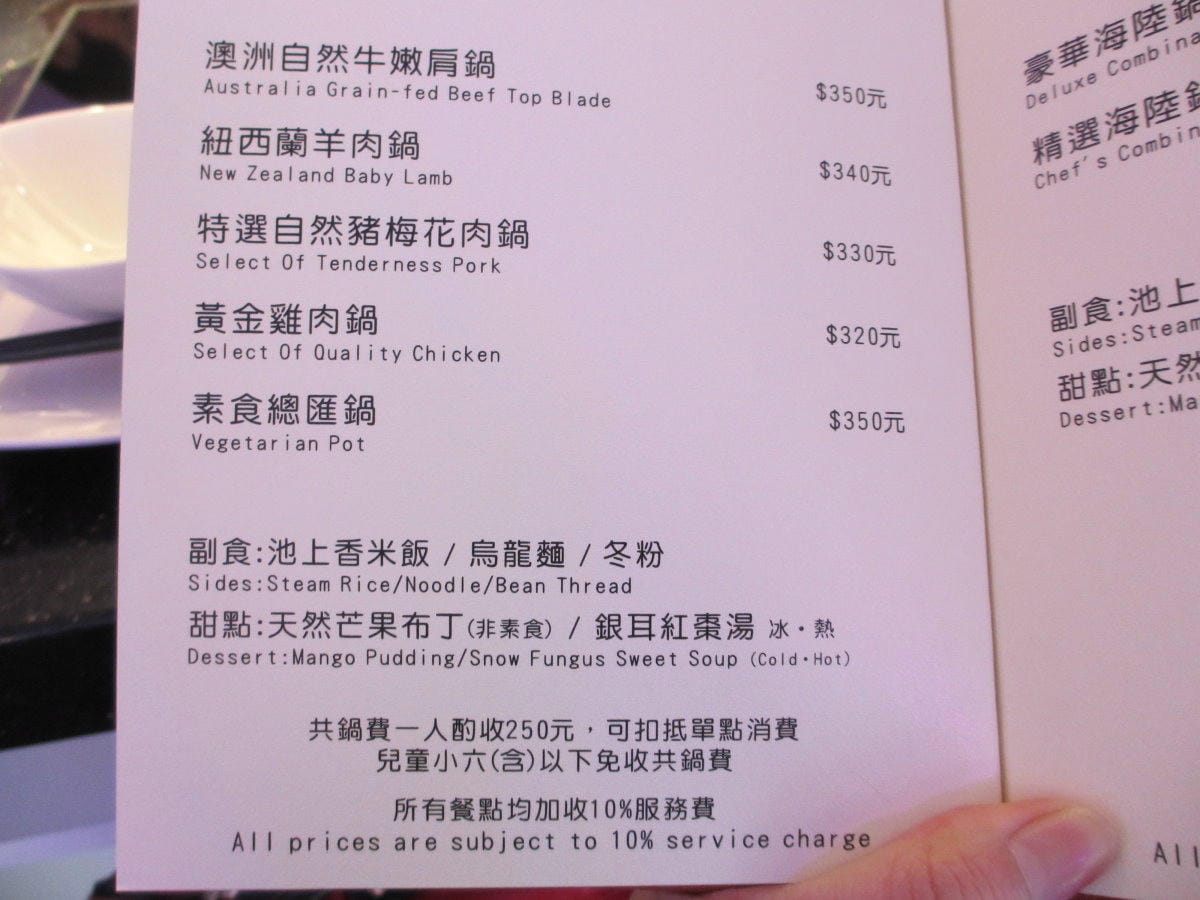 澳洲自然牛嫩肩鍋
Australia Grain-fed Beef Top Blade
$350元
紐西蘭羊肉鍋
New Zealand Baby Lamb
$340元
特選自然豬梅花肉鍋
Select Of Tenderness Pork
$330元
黃金雞肉鍋
Select Of Quality Chicken
$320元
素食總匯鍋
Vegetarian Pot
$350元
副食:池上香米飯 / 烏龍麵 / 冬粉
Sides:Steam Rice/Noodle/Bean Thread
甜點:天然芒果布丁(非素食) / 銀耳紅棗湯 冰・熱
Dessert:Mango Pudding/Snow Fungus Sweet Soup (Cold・Hot)
共鍋費一人酌收250元，可扣抵單點消費
兒童小六(含)以下免收共鍋費
所有餐點均加收10%服務費
All prices are subject to 10% service charge
豪華海陸鍋
Deluxe
精選海陸
Chef's
副食:池上
Sides:Steam
甜點:天然
Dessert:
All